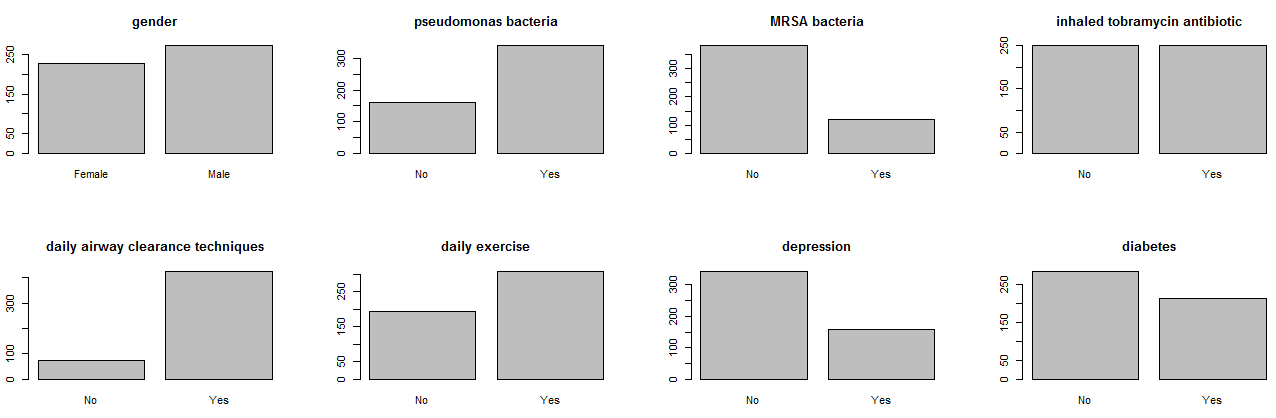 gender
250
150
50
0
Female Male
pseudomonas bacteria
300
200
100
0
No Yes
MRSA bacteria
300
200
100
0
No Yes
inhaled tobramycin antibiotic
250
150
50
0
No Yes
daily airway clearance techniques
300
100
0
No Yes
daily exercise
250
150
50
0
No Yes
depression
300
200
100
0
No Yes
diabetes
250
150
50
0
No Yes